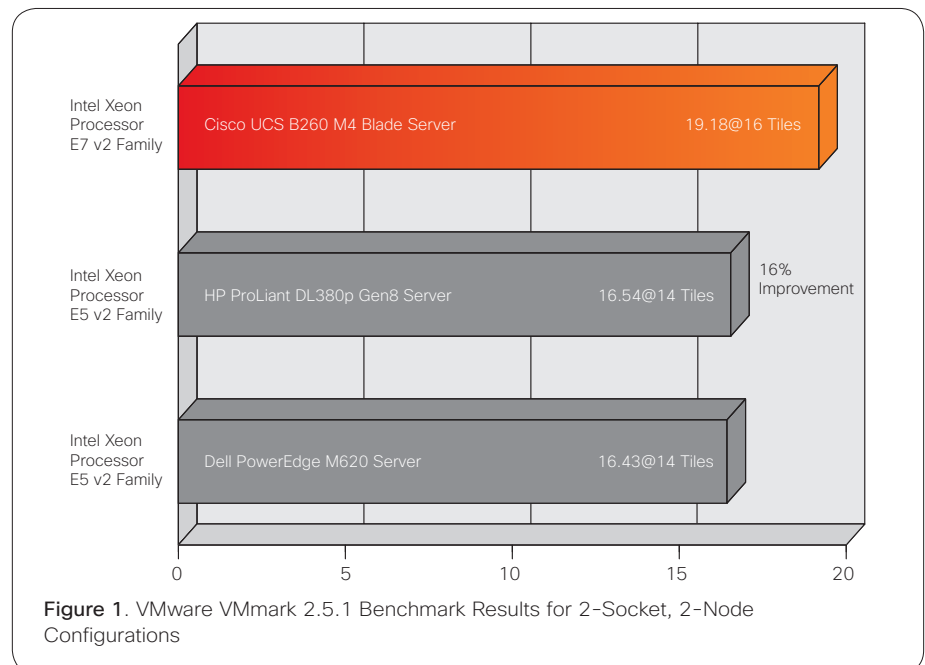 Intel Xeon
Processor
E7 v2 Family
Cisco UCS B260 M4 Blade Server
19.18@16 Tiles
Intel Xeon
Processor
E5 v2 Family
HP ProLiant DL380p Gen8 Server
16.54@14 Tiles
16%
Improvement
Intel Xeon
Processor
E5 v2 Family
Dell PowerEdge M620 Server
16.43@14 Tiles
0 5 10 15 20
Figure 1. VMware VMmark 2.5.1 Benchmark Results for 2-Socket, 2-Node
Configurations